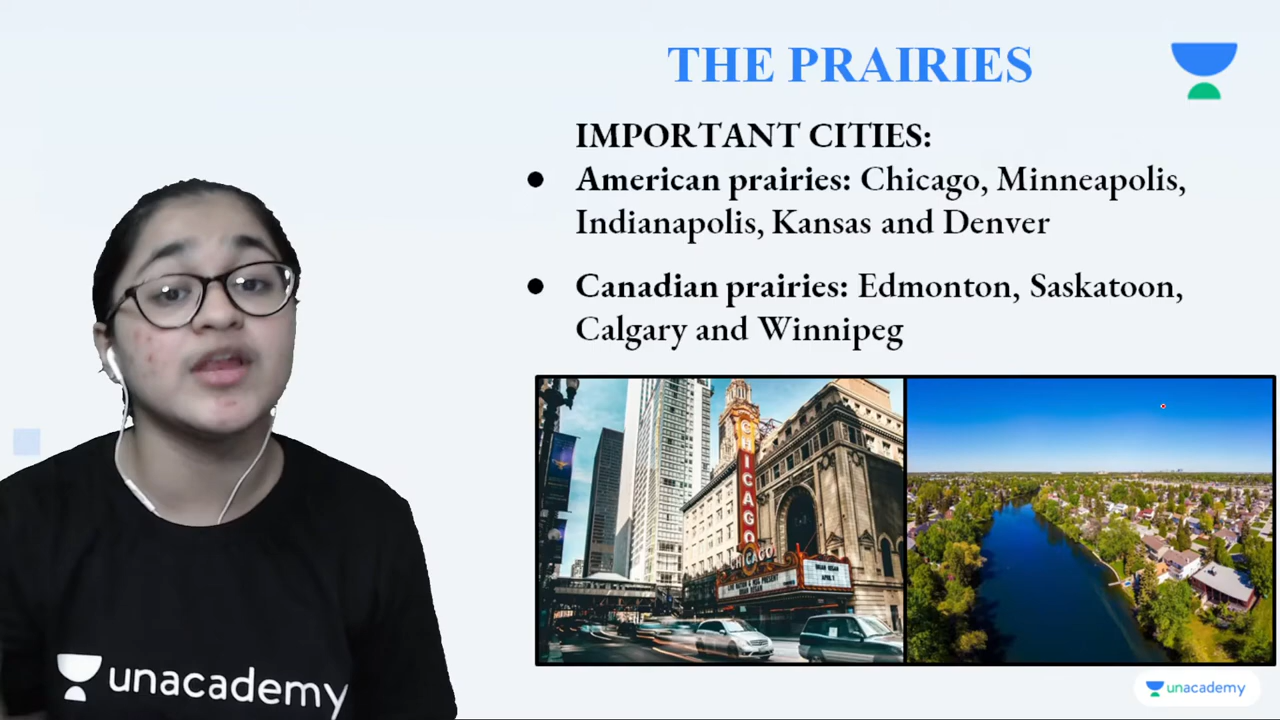 THE PRAIRIES
IMPORTANT CITIES:
● American prairies: Chicago, Minneapolis,
Indianapolis, Kansas and Denver
● Canadian prairies: Edmonton, Saskatoon,
Calgary and Winnipeg
CHICAGO
CHICAGO
unacademy
unacademy